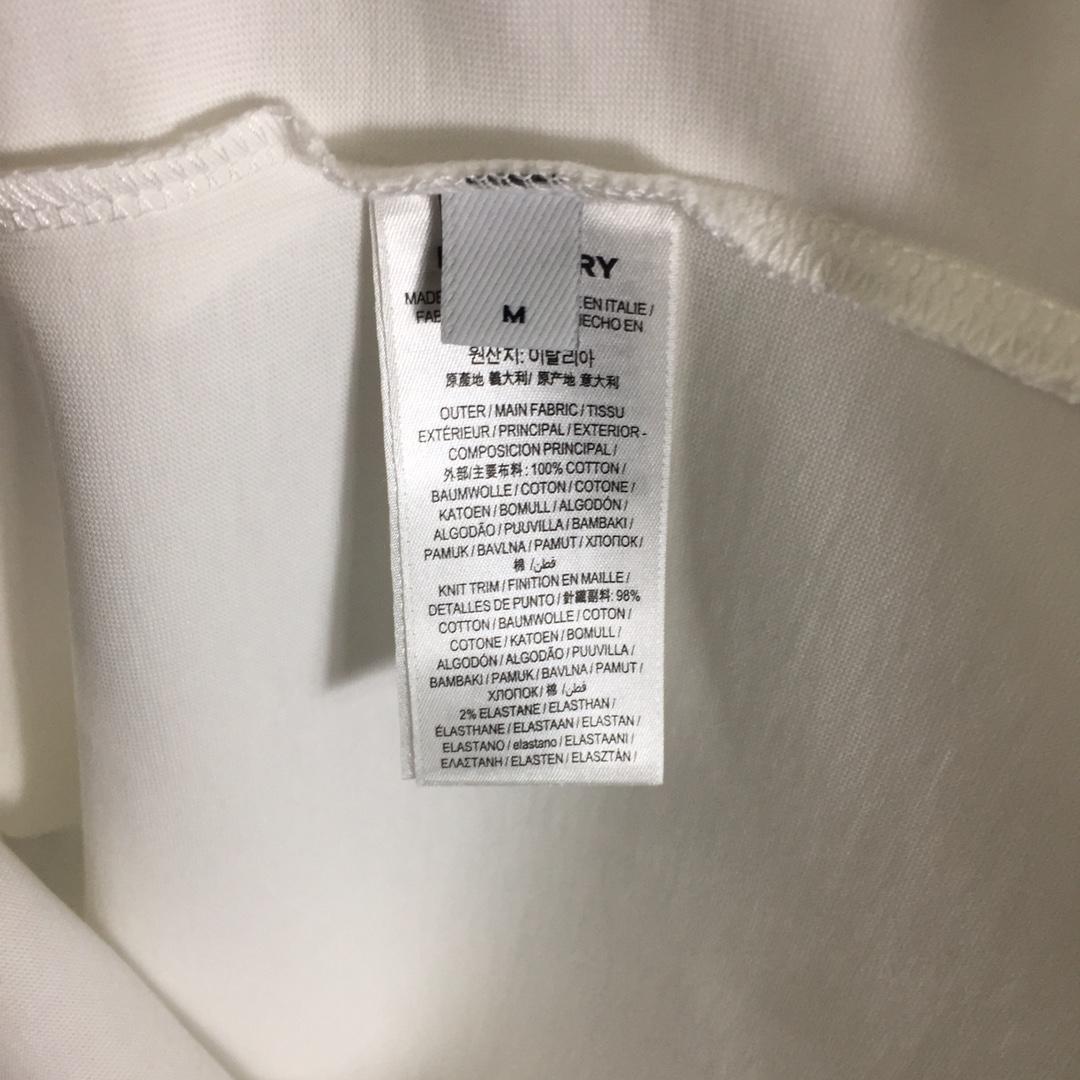 RY
M
MADE EN ITALIE /
HECHO EN
원산지: 이탈리아
原產地 義大利/ 原产地 意大利
OUTER / MAIN FABRIC / TISSU
EXTÉRIEUR / PRINCIPAL / EXTERIOR -
COMPOSICION PRINCIPAL /
外部/主要布料: 100% COTTON /
BAUMWOLLE / COTON / COTONE /
KATOEN / BOMULL / ALGODÓN /
ALGODÃO / PUUVILLA / BAMBAKI /
PAMUK / BAVLNA / PAMUT / ХЛОПОК /
棉 / قطن/
KNIT TRIM / FINITION EN MAILLE /
DETALLES DE PUNTO / 針織副料: 98%
COTTON / BAUMWOLLE / COTON /
COTONE / KATOEN / BOMULL /
ALGODÓN / ALGODÃO / PUUVILLA /
BAMBAKI / PAMUK / BAVLNA / PAMUT /
ХЛОПОК / 棉 / قطن/
2% ELASTANE / ELASTHAN /
ÉLASTHANE / ELASTAAN / ELASTAN /
ELASTANO / elastano / ELASTAANI /
ΕΛΑΣΤΑΝΗ / ELASTEN / ELASZTÁN /